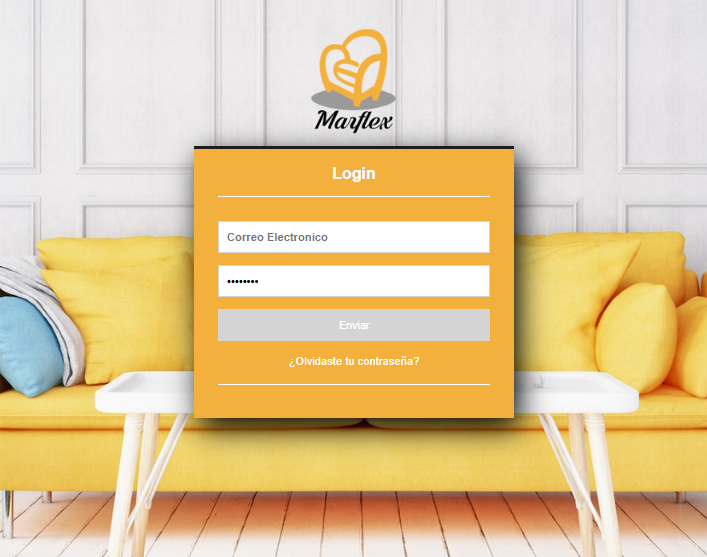 Marflex
Login
Correo Electronico
••••••••
Enviar
¿Olvidaste tu contraseña?